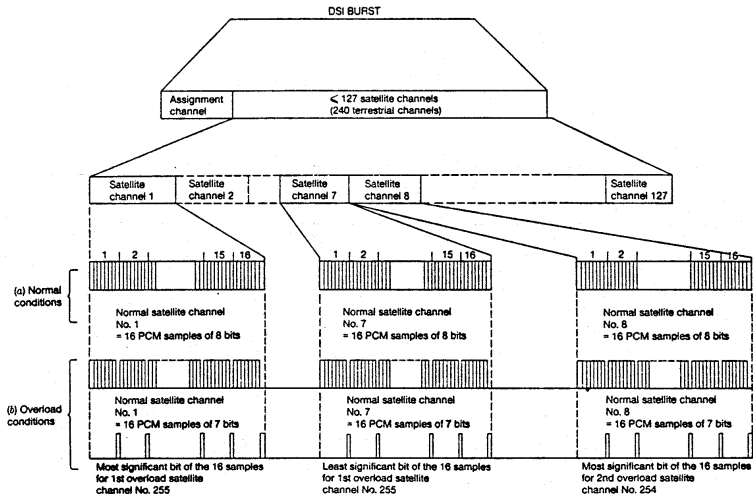 DSI BURST
Assignment
channel
⩽ 127 satellite channels
(240 terrestrial channels)
Satellite
channel 1
Satellite
channel 2
Satellite
channel 7
Satellite
channel 8
Satellite
channel 127
1 2 15 16
1 2 15 16
1 2 15 16
(a) Normal
conditions
Normal satellite channel
No. 1
= 16 PCM samples of 8 bits
Normal satellite channel
No. 7
= 16 PCM samples of 8 bits
Normal satellite channel
No. 8
= 16 PCM samples of 8 bits
(b) Overload
conditions
Normal satellite channel
No. 1
= 16 PCM samples of 7 bits
Normal satellite channel
No. 7
= 16 PCM samples of 7 bits
Normal satellite channel
No. 8
= 16 PCM samples of 7 bits
Most significant bit of the 16 samples
for 1st overload satellite
channel No. 255
Least significant bit of the 16 samples
for 1st overload satellite
channel No. 255
Most significant bit of the 16 samples
for 2nd overload satellite
channel No. 254